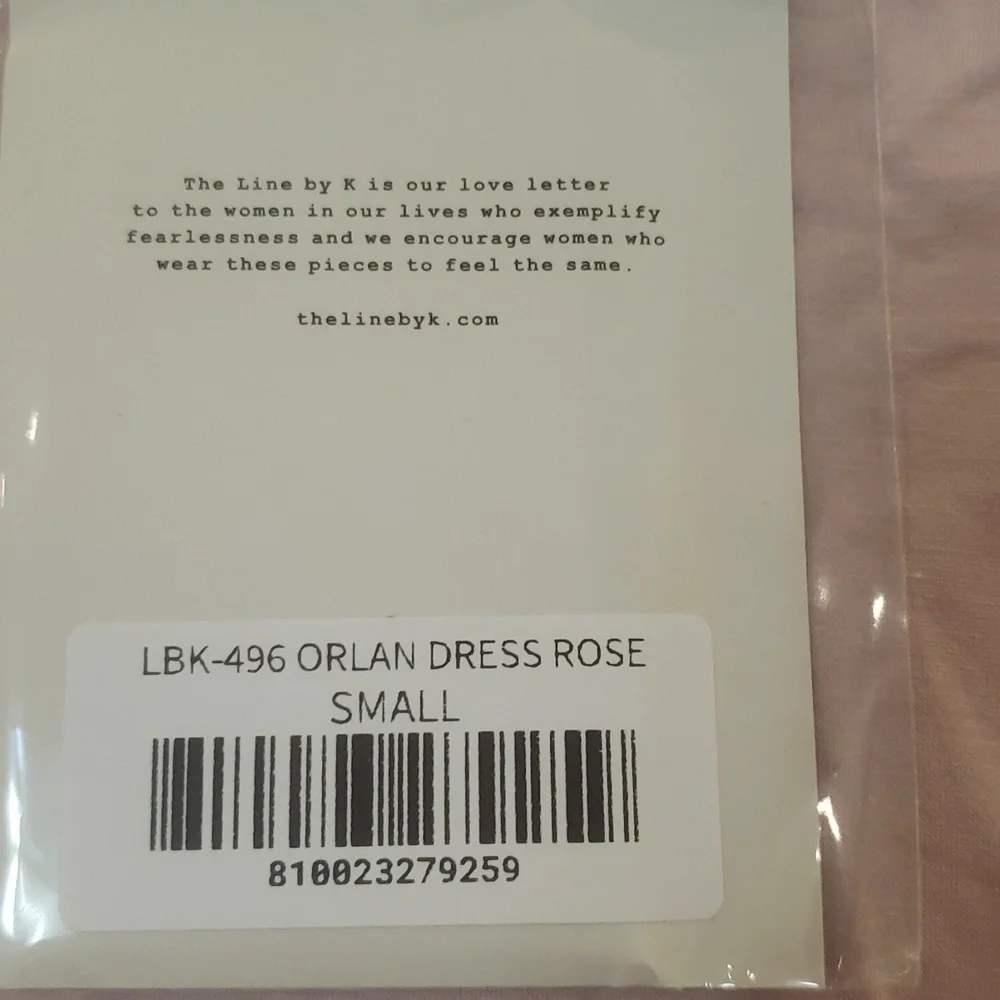 The Line by K is our love letter
to the women in our lives who exemplify
fearlessness and we encourage women who
wear these pieces to feel the same.
thelinebyk.com
LBK-496 ORLAN DRESS ROSE
SMALL
810023279259